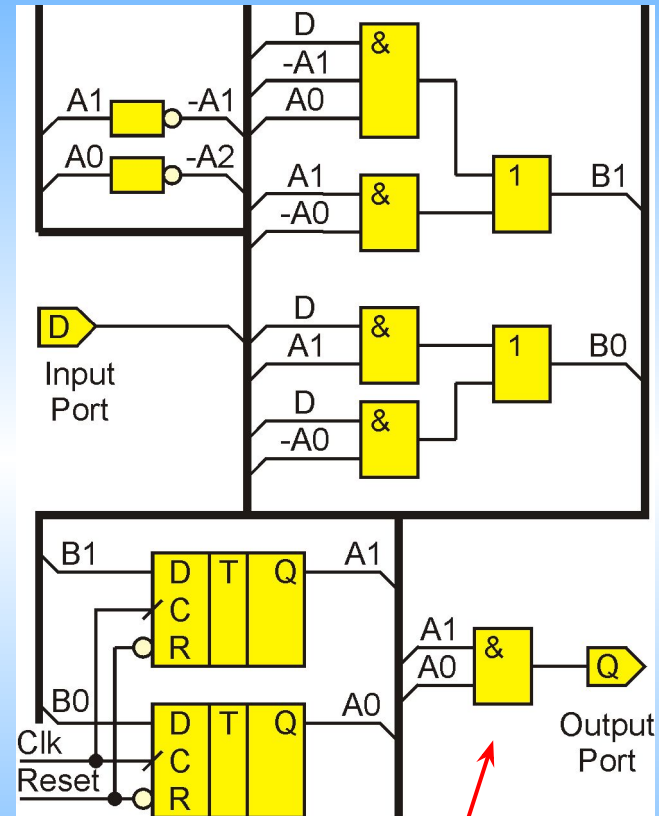 D
&
-A1
A1
-A1
A0
A0
-A2
A1
&
1
B1
-A0
D
D
&
A1
1
B0
Input
Port
D
&
-A0
B1
D T Q
A1
C
R
A1
&
A0
Q
B0
D T Q
A0
Output
Port
Clk
C
Reset
R